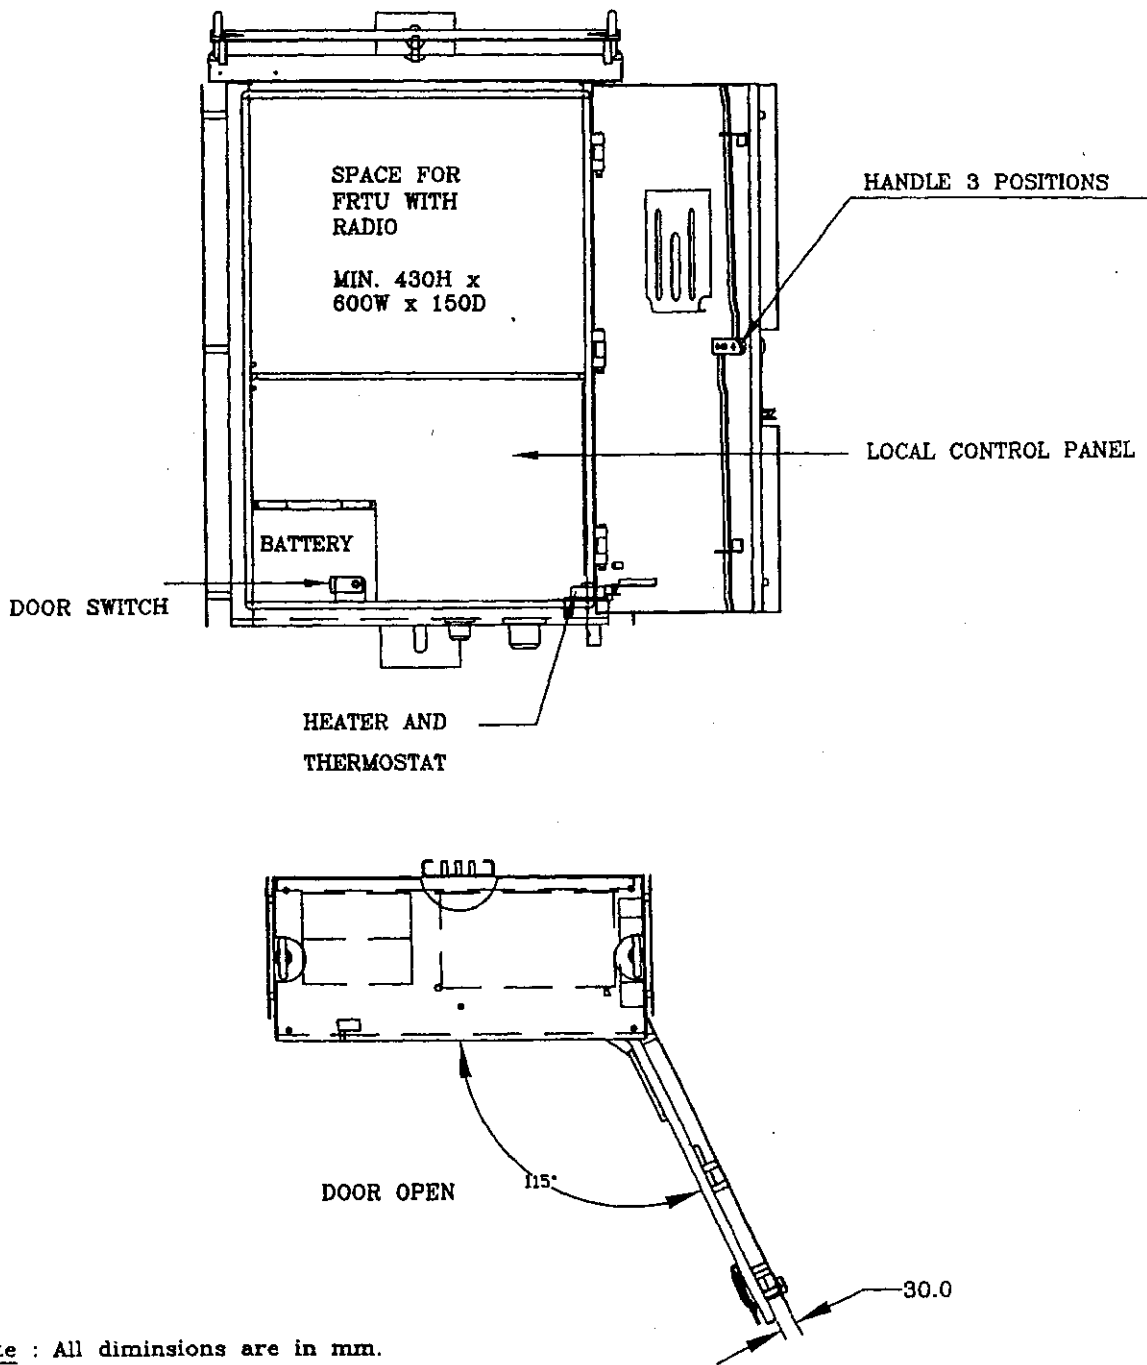 SPACE FOR
FRTU WITH
RADIO
MIN. 430H x
600W x 150D
HANDLE 3 POSITIONS
LOCAL CONTROL PANEL
BATTERY
DOOR SWITCH
HEATER AND
THERMOSTAT
DOOR OPEN
115°
30.0
: All diminsions are in mm.